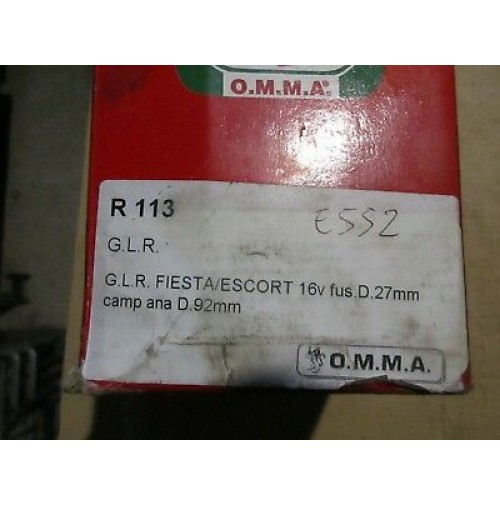 O.M.M.A.®
R 113 E552
G.L.R.
G.L.R. FIESTA/ESCORT 16v fus.D.27mm
camp ana D.92mm
O.M.M.A.